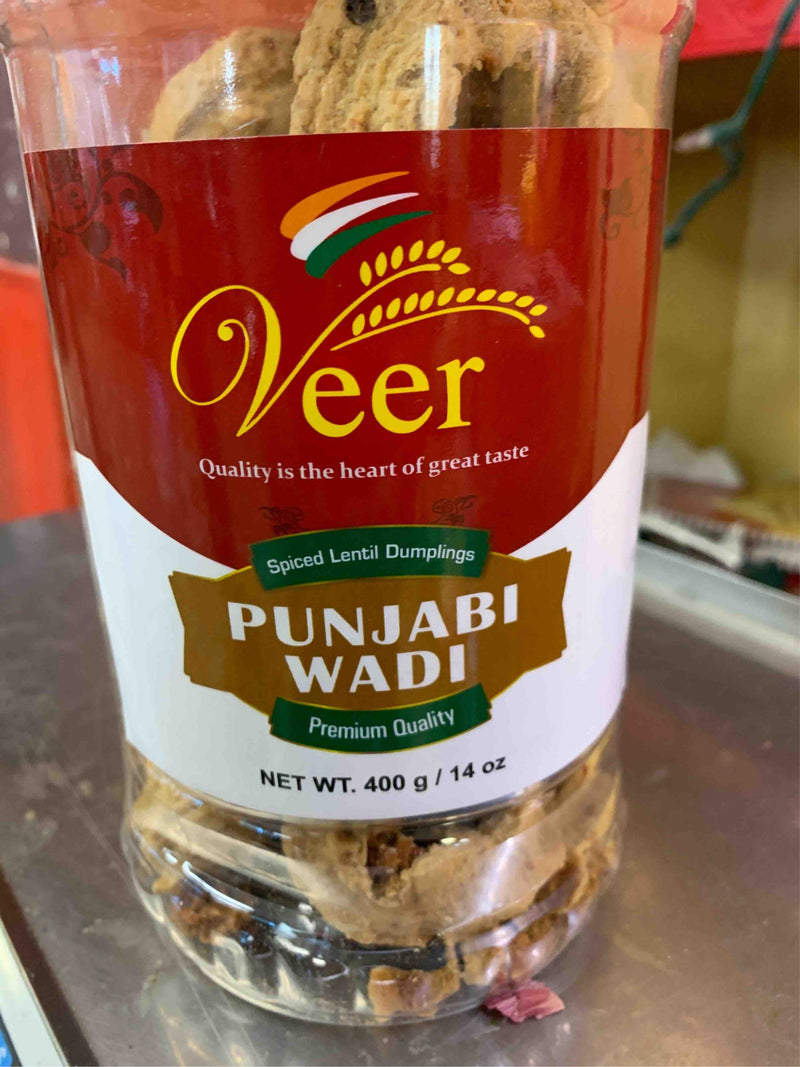 Veer
Quality is the heart of great taste
Spiced Lentil Dumplings
PUNJABI
WADI
Premium Quality
NET WT. 400 g / 14 oz